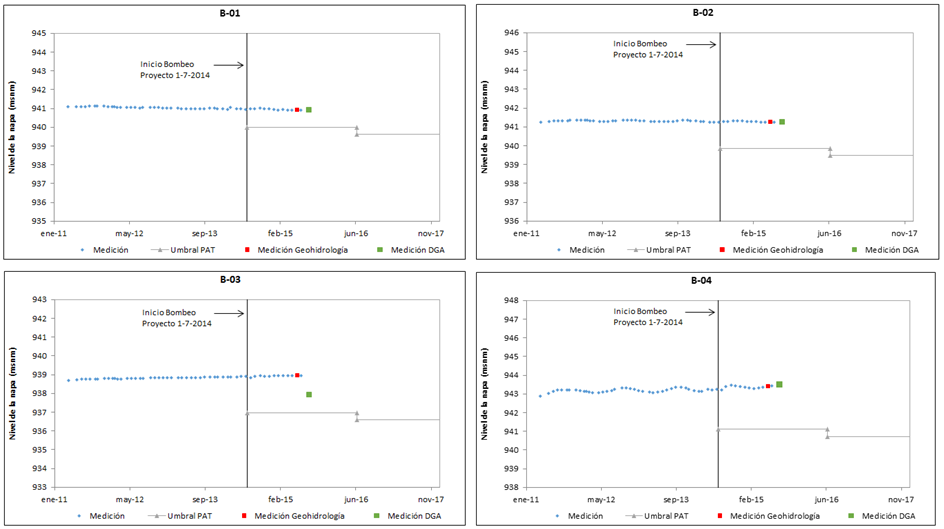 B-01
Nivel de la napa (msnm)
945
944
943
942
941
940
939
938
937
936
935
Inicio Bombeo
Proyecto 1-7-2014
ene-11 may-12 sep-13 feb-15 jun-16 nov-17
Medición Umbral PAT Medición Geohidrología Medición DGA
B-02
Nivel de la napa (msnm)
946
945
944
943
942
941
940
939
938
937
936
Inicio Bombeo
Proyecto 1-7-2014
ene-11 may-12 sep-13 feb-15 jun-16 nov-17
Medición Umbral PAT Medición Geohidrología Medición DGA
B-03
Nivel de la napa (msnm)
943
942
941
940
939
938
937
936
935
934
933
Inicio Bombeo
Proyecto 1-7-2014
ene-11 may-12 sep-13 feb-15 jun-16 nov-17
Medición Umbral PAT Medición Geohidrología Medición DGA
B-04
Nivel de la napa (msnm)
948
947
946
945
944
943
942
941
940
939
938
Inicio Bombeo
Proyecto 1-7-2014
ene-11 may-12 sep-13 feb-15 jun-16 nov-17
Medición Umbral PAT Medición Geohidrología Medición DGA